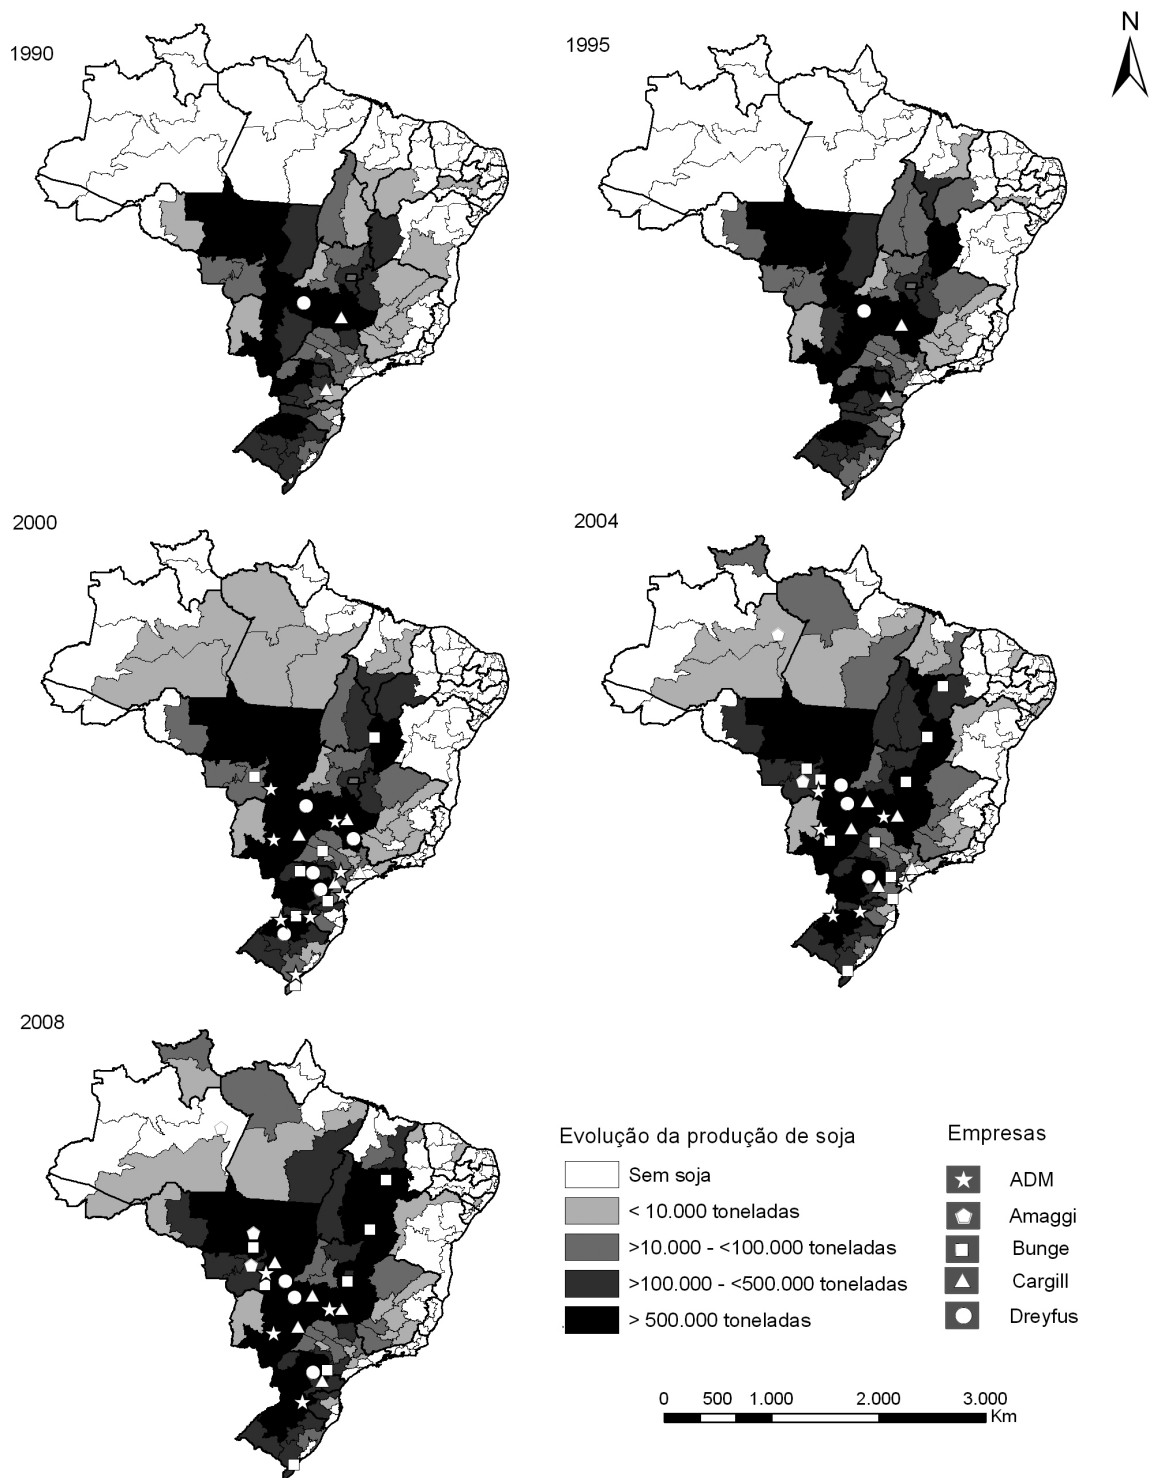 1990
1995
N
2000
2004
2008
Evolução da produção de soja
Sem soja
< 10.000 toneladas
>10.000 - <100.000 toneladas
>100.000 - <500.000 toneladas
> 500.000 toneladas
Empresas
ADM
Amaggi
Bunge
Cargill
Dreyfus
0 500 1.000 2.000 3.000
Km